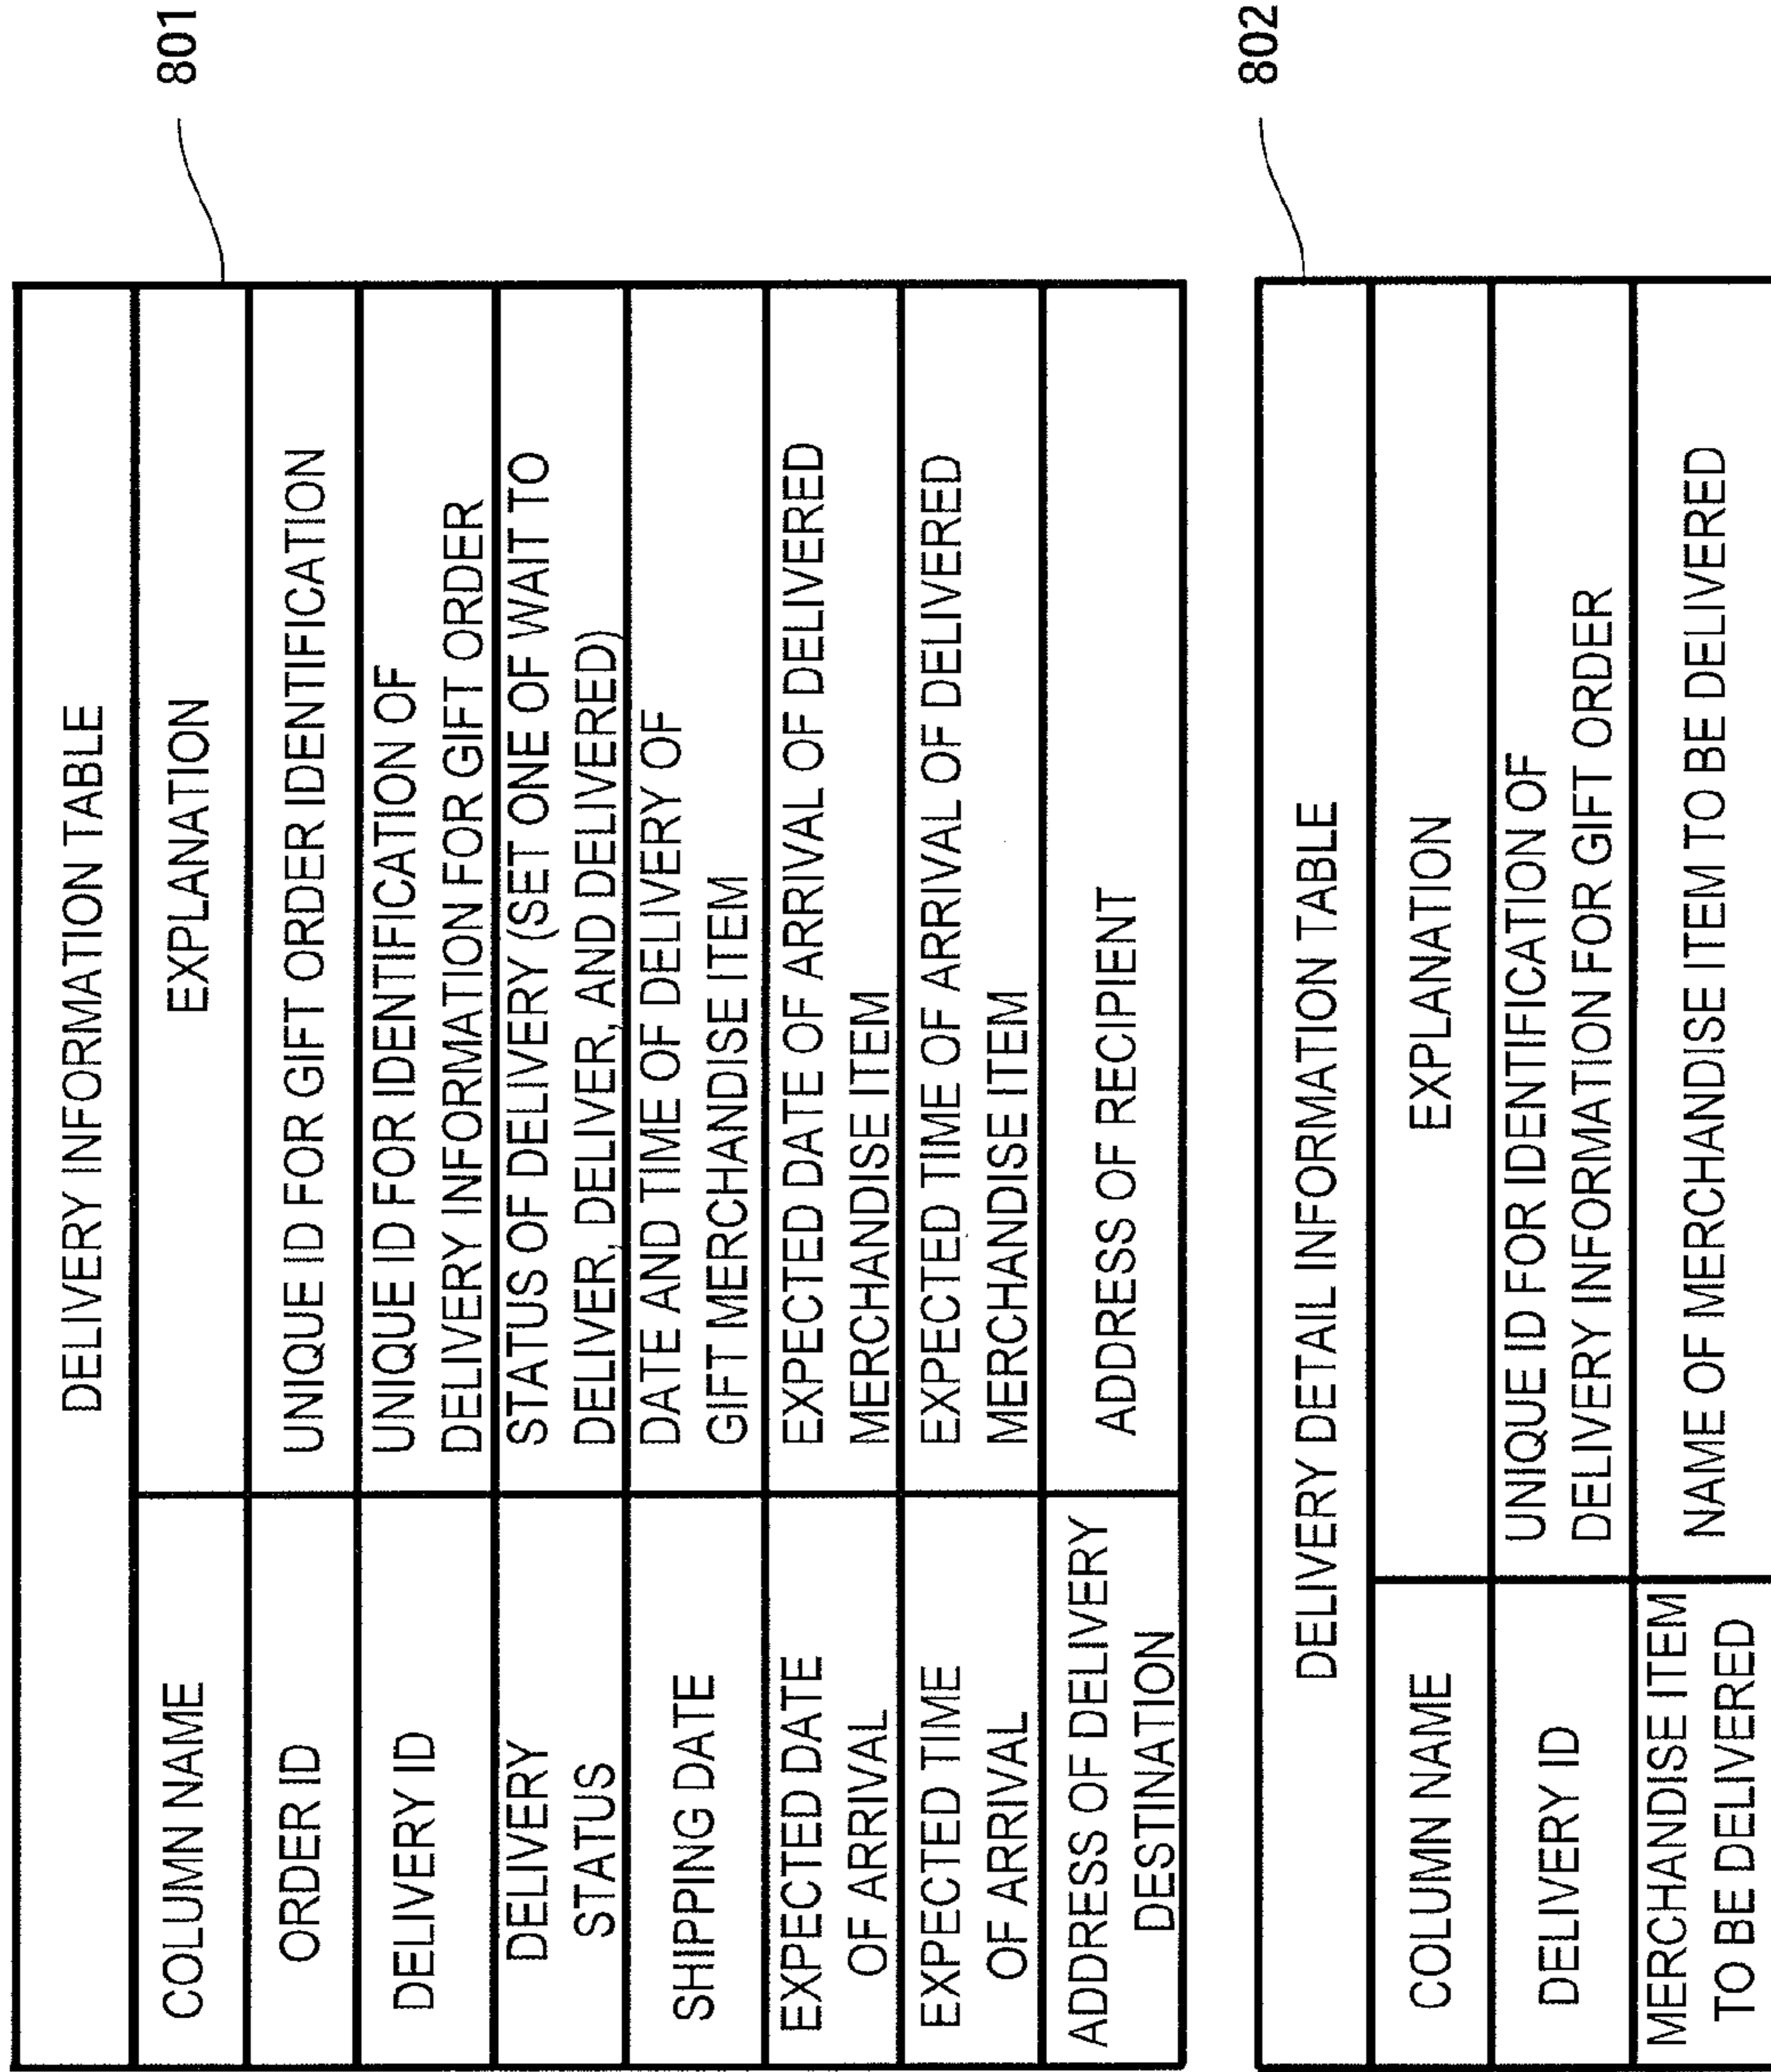 801
DELIVERY INFORMATION TABLE
COLUMN NAME
EXPLANATION
ORDER ID
UNIQUE ID FOR GIFT ORDER IDENTIFICATION
DELIVERY ID
UNIQUE ID FOR IDENTIFICATION OF
DELIVERY INFORMATION FOR GIFT ORDER
DELIVERY
STATUS
STATUS OF DELIVERY (SET ONE OF WAIT TO
DELIVER, DELIVER, AND DELIVERED)
SHIPPING DATE
DATE AND TIME OF DELIVERY OF
GIFT MERCHANDISE ITEM
EXPECTED DATE
OF ARRIVAL
EXPECTED DATE OF ARRIVAL OF DELIVERED
MERCHANDISE ITEM
EXPECTED TIME
OF ARRIVAL
EXPECTED TIME OF ARRIVAL OF DELIVERED
MERCHANDISE ITEM
ADDRESS OF DELIVERY
DESTINATION
ADDRESS OF RECIPIENT
802
DELIVERY DETAIL INFORMATION TABLE
COLUMN NAME
EXPLANATION
DELIVERY ID
UNIQUE ID FOR IDENTIFICATION OF
DELIVERY INFORMATION FOR GIFT ORDER
MERCHANDISE ITEM
TO BE DELIVERED
NAME OF MERCHANDISE ITEM TO BE DELIVERED